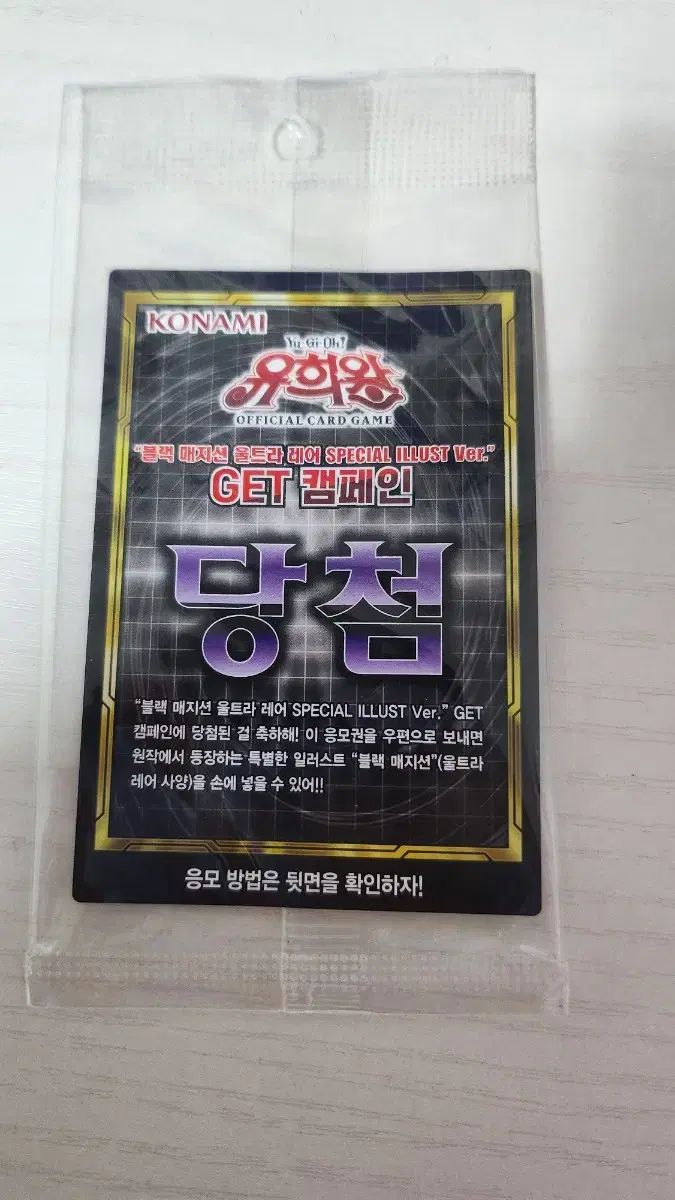 KONAMI
Yu-Gi-Oh!
유희왕
OFFICIAL CARD GAME
"블랙 매지션 울트라 레어 SPECIAL ILLUST Ver."
GET 캠페인
당첨
"블랙 매지션 울트라 레어 SPECIAL ILLUST Ver." GET
캠페인에 당첨된 걸 축하해! 이 응모권을 우편으로 보내면
원작에서 등장하는 특별한 일러스트 "블랙 매지션"(울트라
레어 사양)을 손에 넣을 수 있어!!
응모 방법은 뒷면을 확인하자!